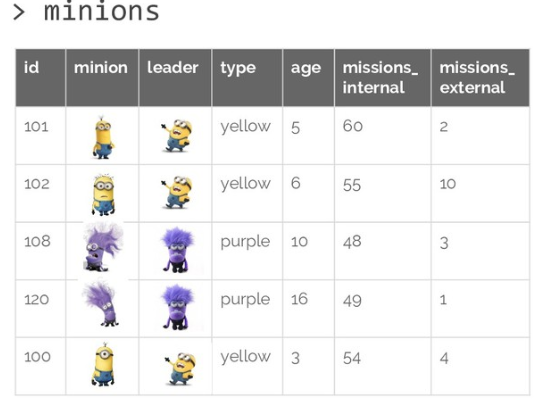 > minions
id minion leader type age missions_ missions_
internal external
101 yellow 5 60 2
102 yellow 6 55 10
108 purple 10 48 3
120 purple 16 49 1
100 yellow 3 54 4